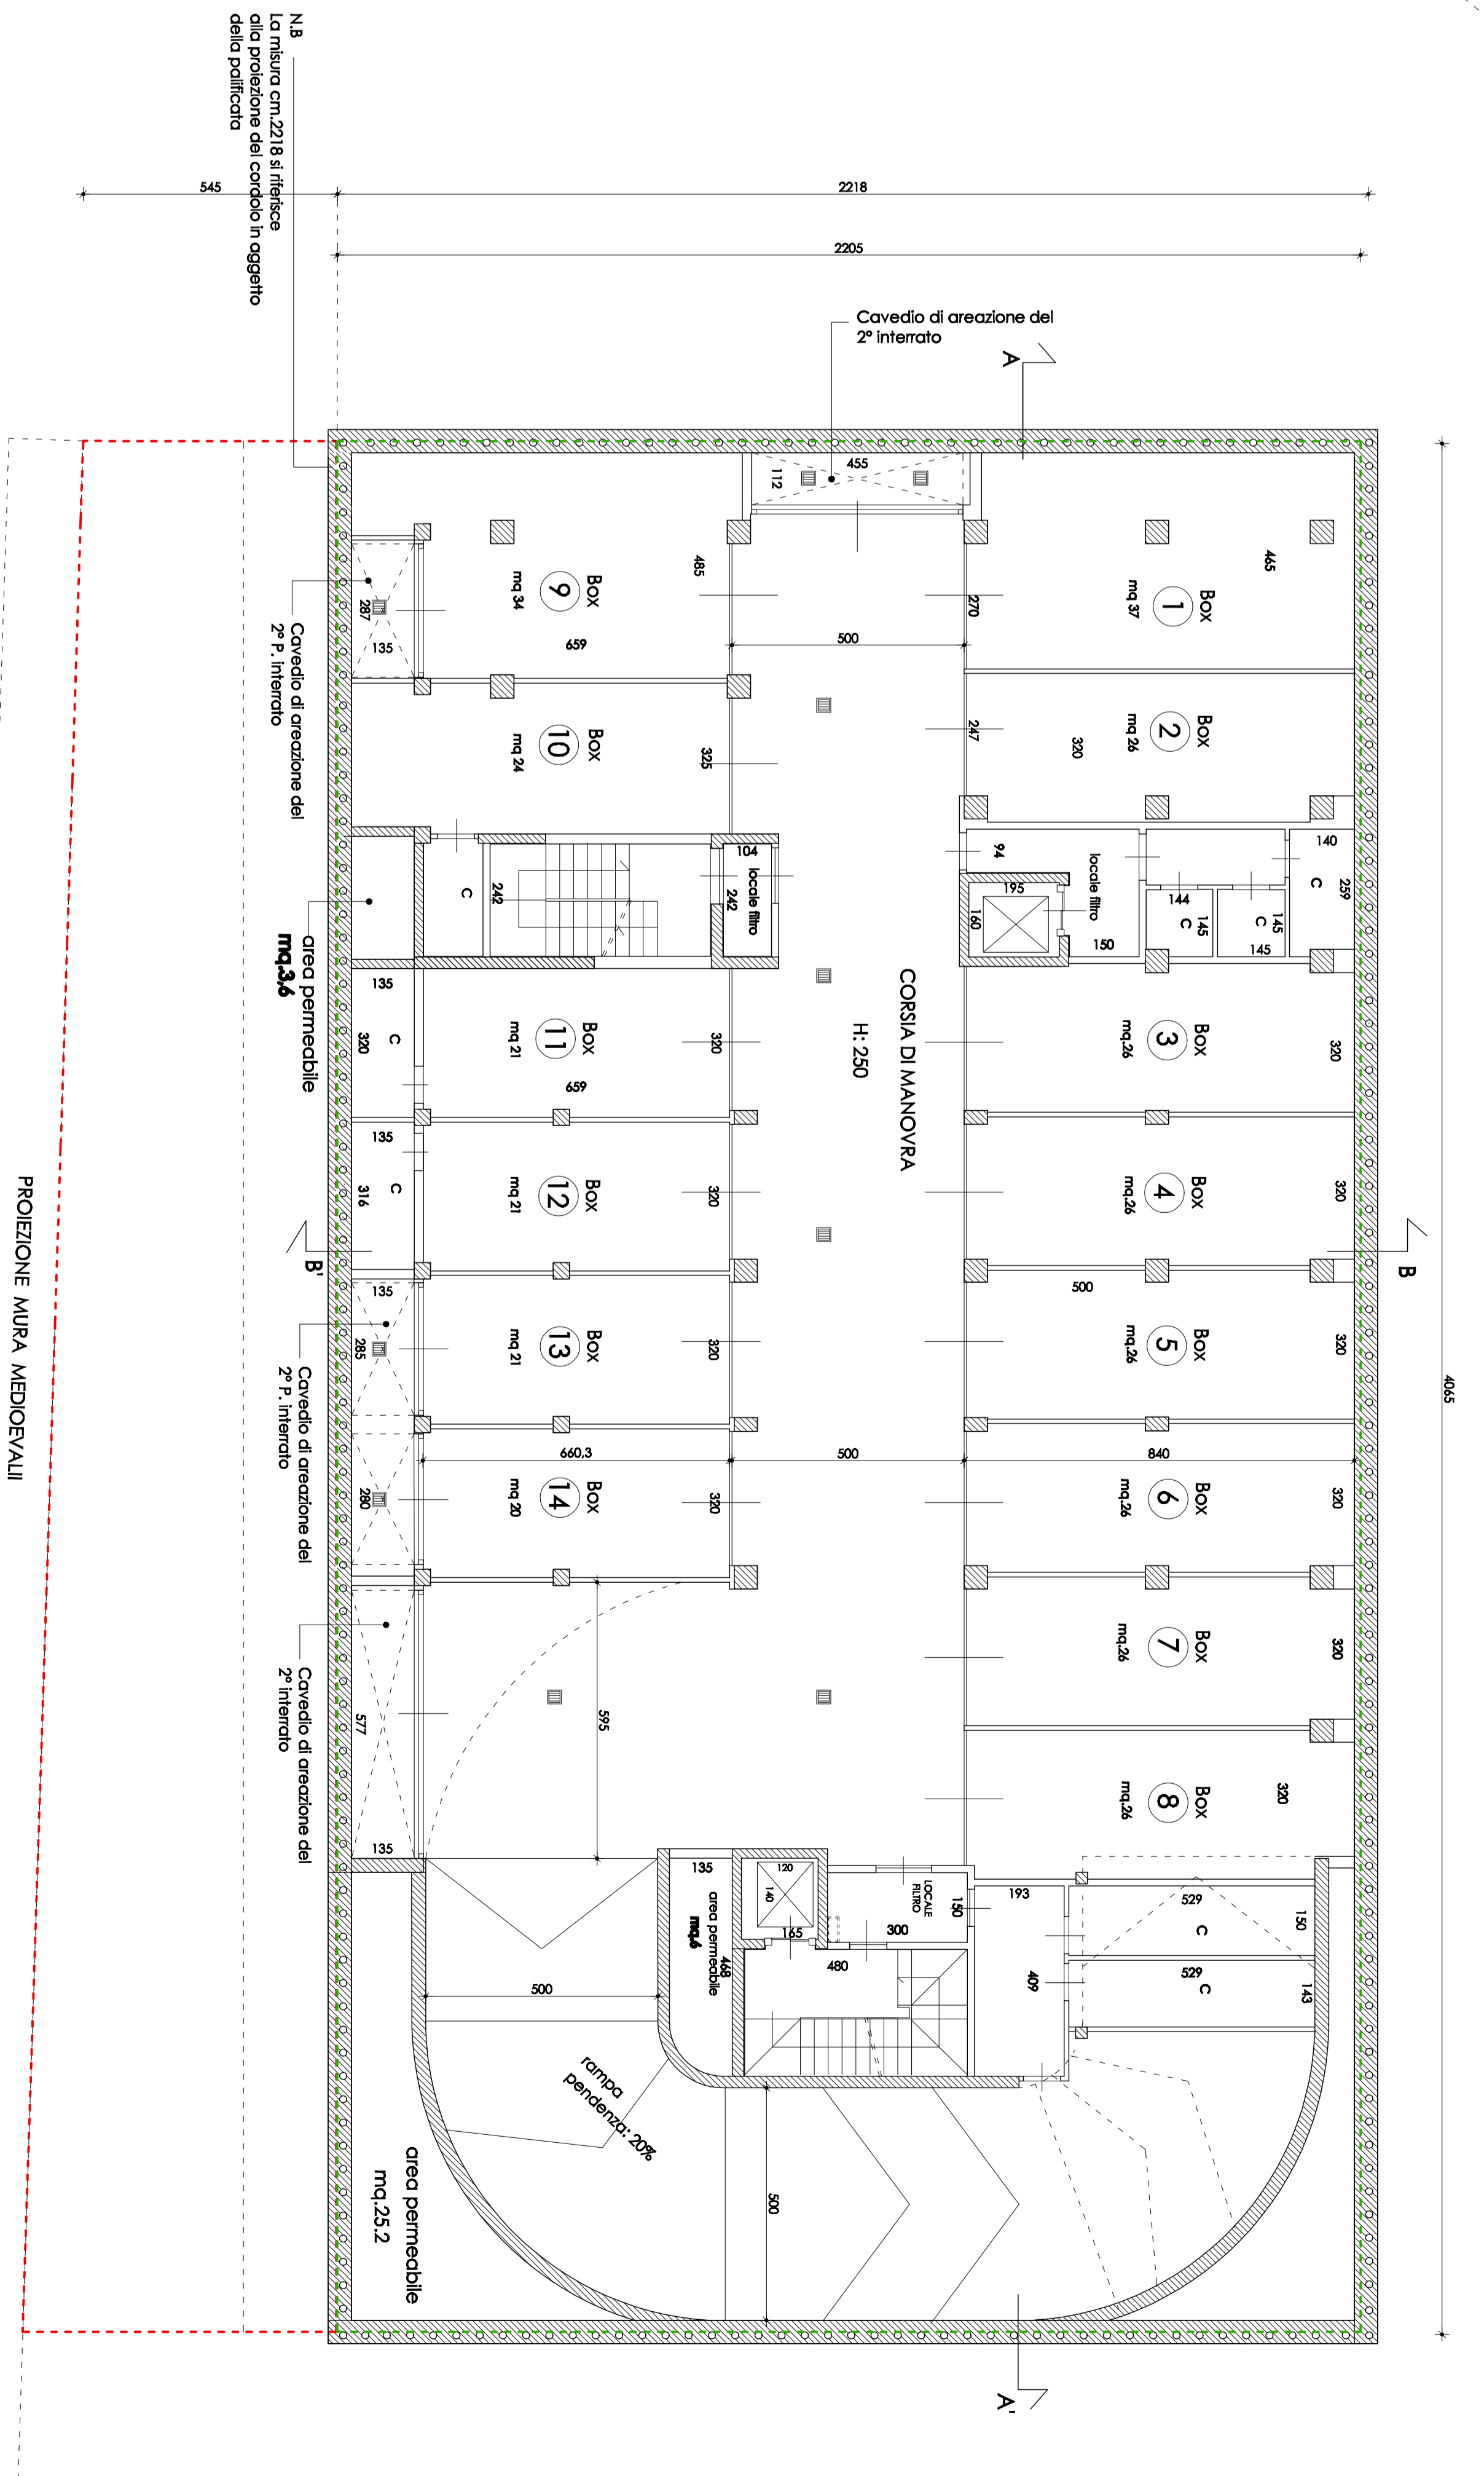 N.B
La misura cm.2218 si riferisce
alla proiezione del cordolo in aggetto
della palificata
545
2218
2205
4065
Cavedio di areazione del
2° interrato
A
455
112
465
Box
1
mq 37
270
Box
2
mq 26
247
320
485
Box
9
mq 34
659
500
287
135
Cavedio di areazione del
2° P. interrato
Box
10
mq 24
325
area permeabile
mq.3,6
C
242
104
locale filtro
242
94
locale filtro
195
160
150
140
259
C
144
145
C
145
C
145
CORSIA DI MANOVRA
H: 250
Box
3
mq.26
320
Box
4
mq.26
320
Box
5
mq.26
320
500
Box
6
mq.26
320
840
500
660,3
Box
7
mq.26
320
Box
8
mq.26
320
Box
11
mq 21
320
659
135
C
320
Box
12
mq 21
320
135
C
316
B
B'
Box
13
mq 21
320
135
285
Cavedio di areazione del
2° P. interrato
Box
14
mq 20
320
280
595
577
135
Cavedio di areazione del
2° interrato
135
area permeabile
mq.6
468
120
140
165
LOCALE
FILTRO
150
300
480
193
409
529
C
150
529
C
143
500
rampa
pendenza: 20%
500
area permeabile
mq.25.2
A'
PROIEZIONE MURA MEDIOEVALII